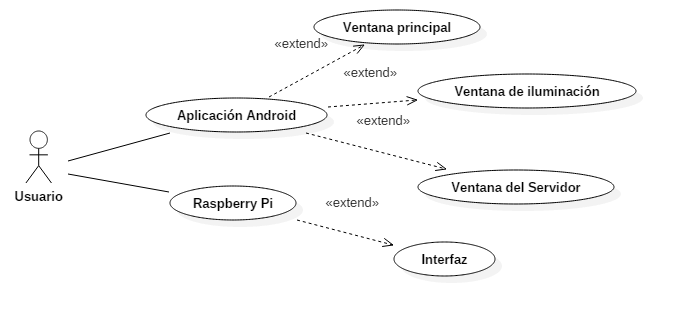 Ventana principal
«extend»
«extend»
Ventana de iluminación
Aplicación Android
«extend»
Ventana del Servidor
Usuario
Raspberry Pi
«extend»
Interfaz